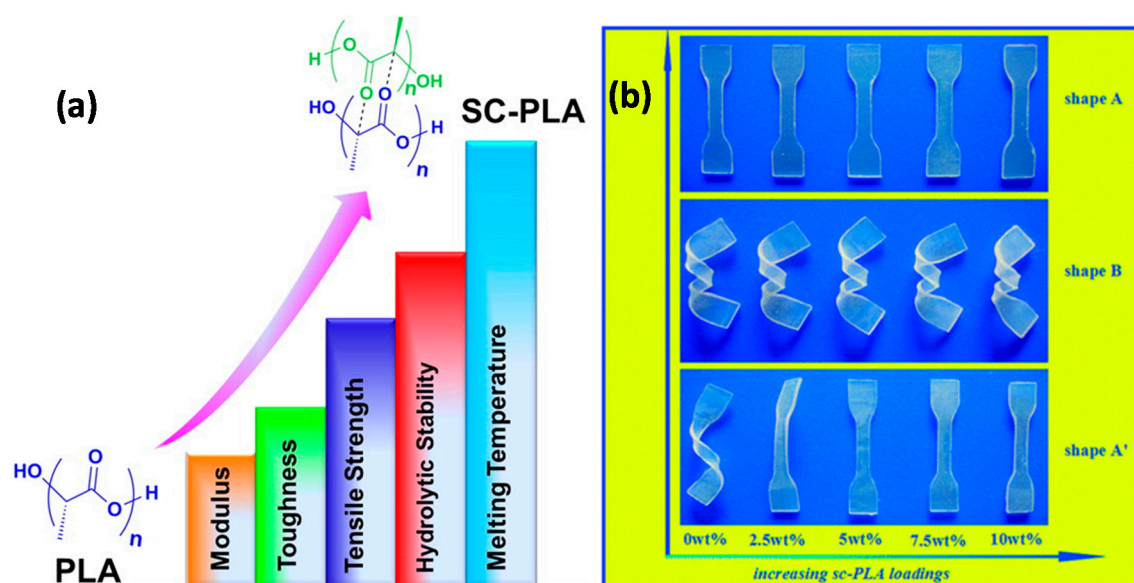 (a)
H
O
O
n
OH
O
O
HO
O
H
n
SC-PLA
HO
O
O
H
n
PLA
Modulus
Toughness
Tensile Strength
Hydrolytic Stability
Melting Temperature
(b)
shape A
shape B
shape A'
0wt% 2.5wt% 5wt% 7.5wt% 10wt%
increasing sc-PLA loadings